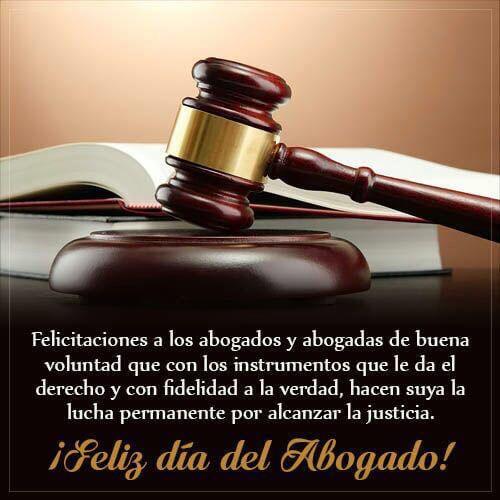 Felicitaciones a los abogados y abogadas de buena
voluntad que con los instrumentos que le da el
derecho y con fidelidad a la verdad, hacen suya la
lucha permanente por alcanzar la justicia.
¡Feliz día del Abogado!